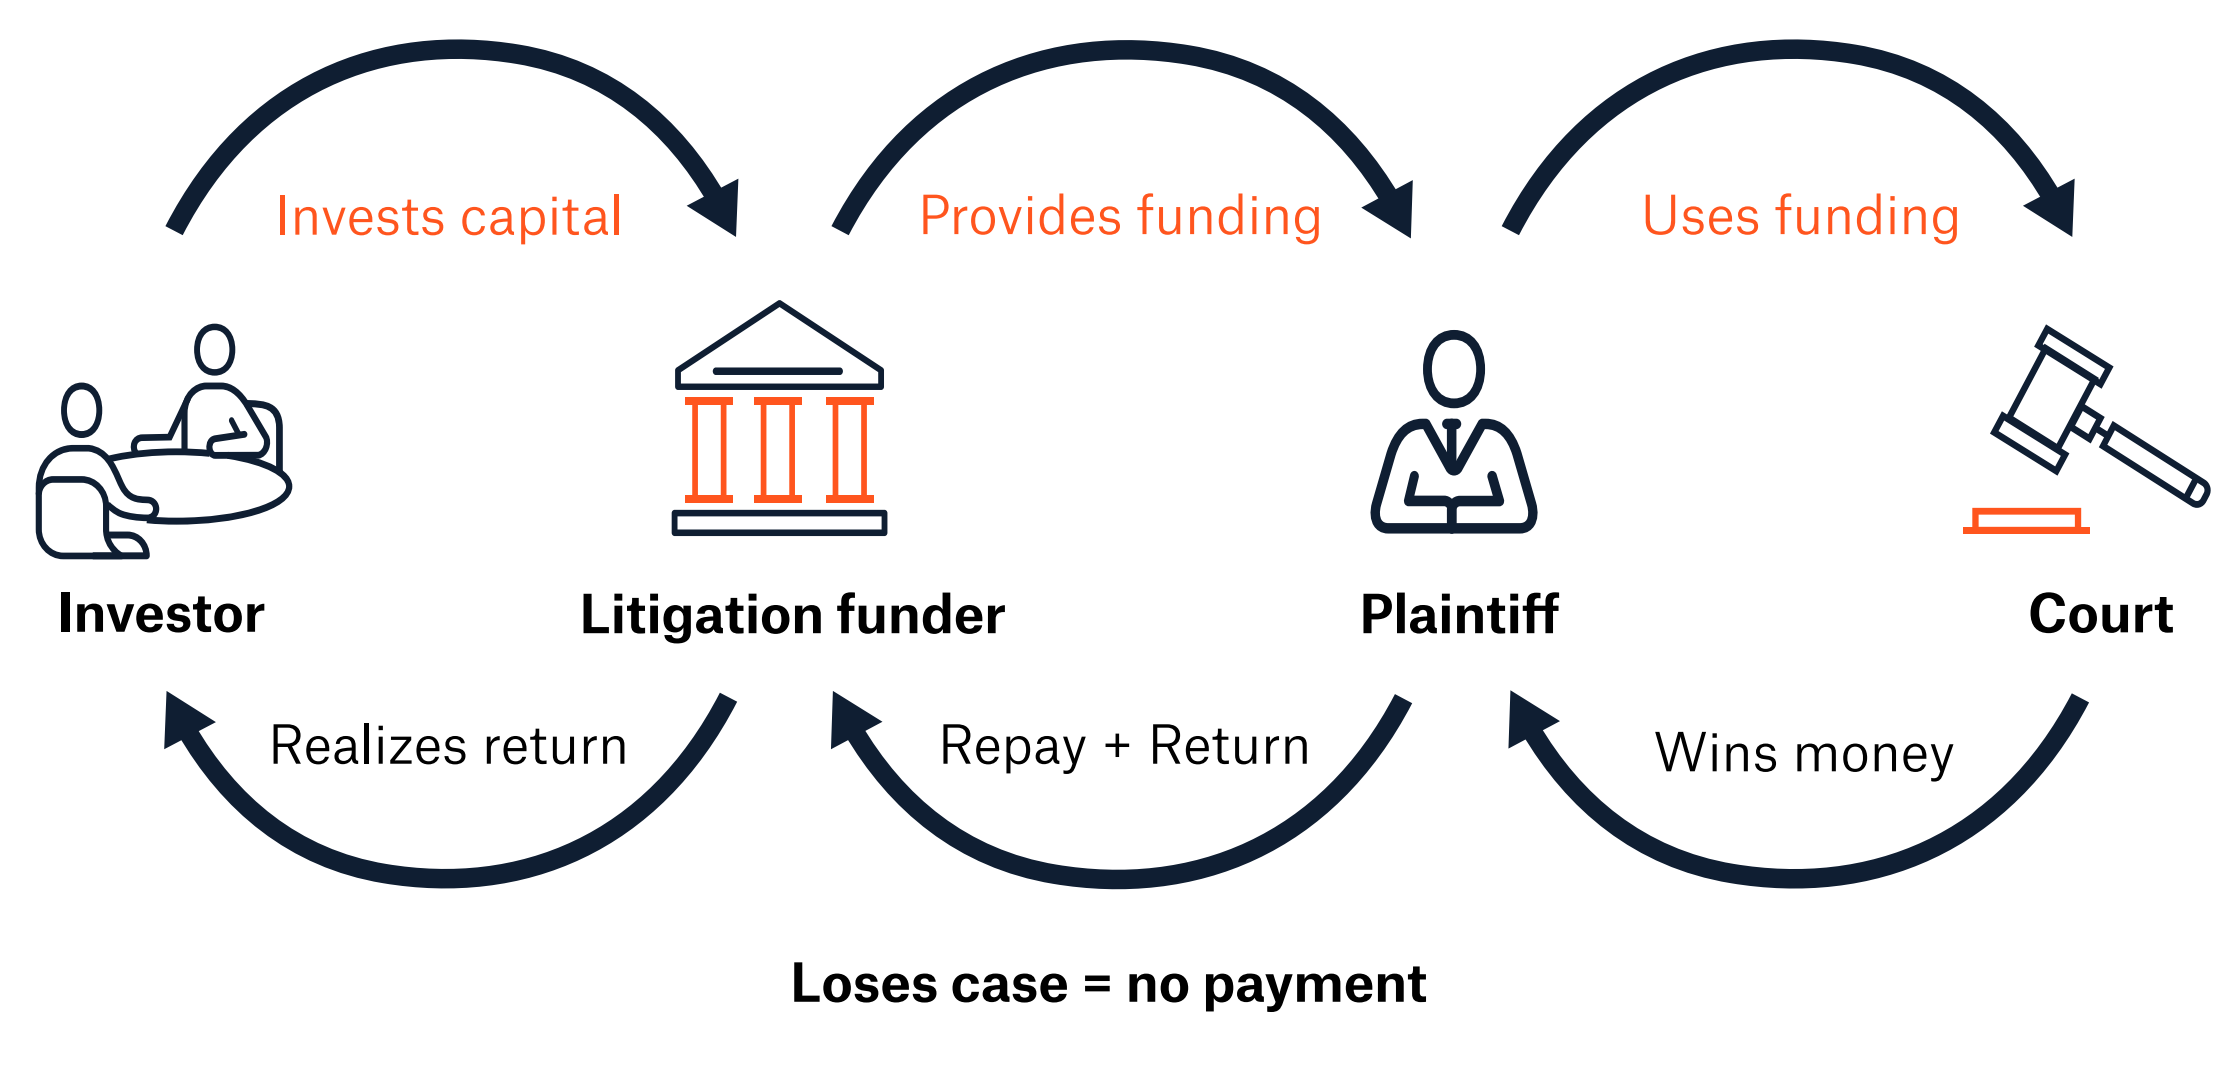 Invests capital
Provides funding
Uses funding
Investor
Litigation funder
Plaintiff
Court
Realizes return
Repay + Return
Wins money
Loses case = no payment